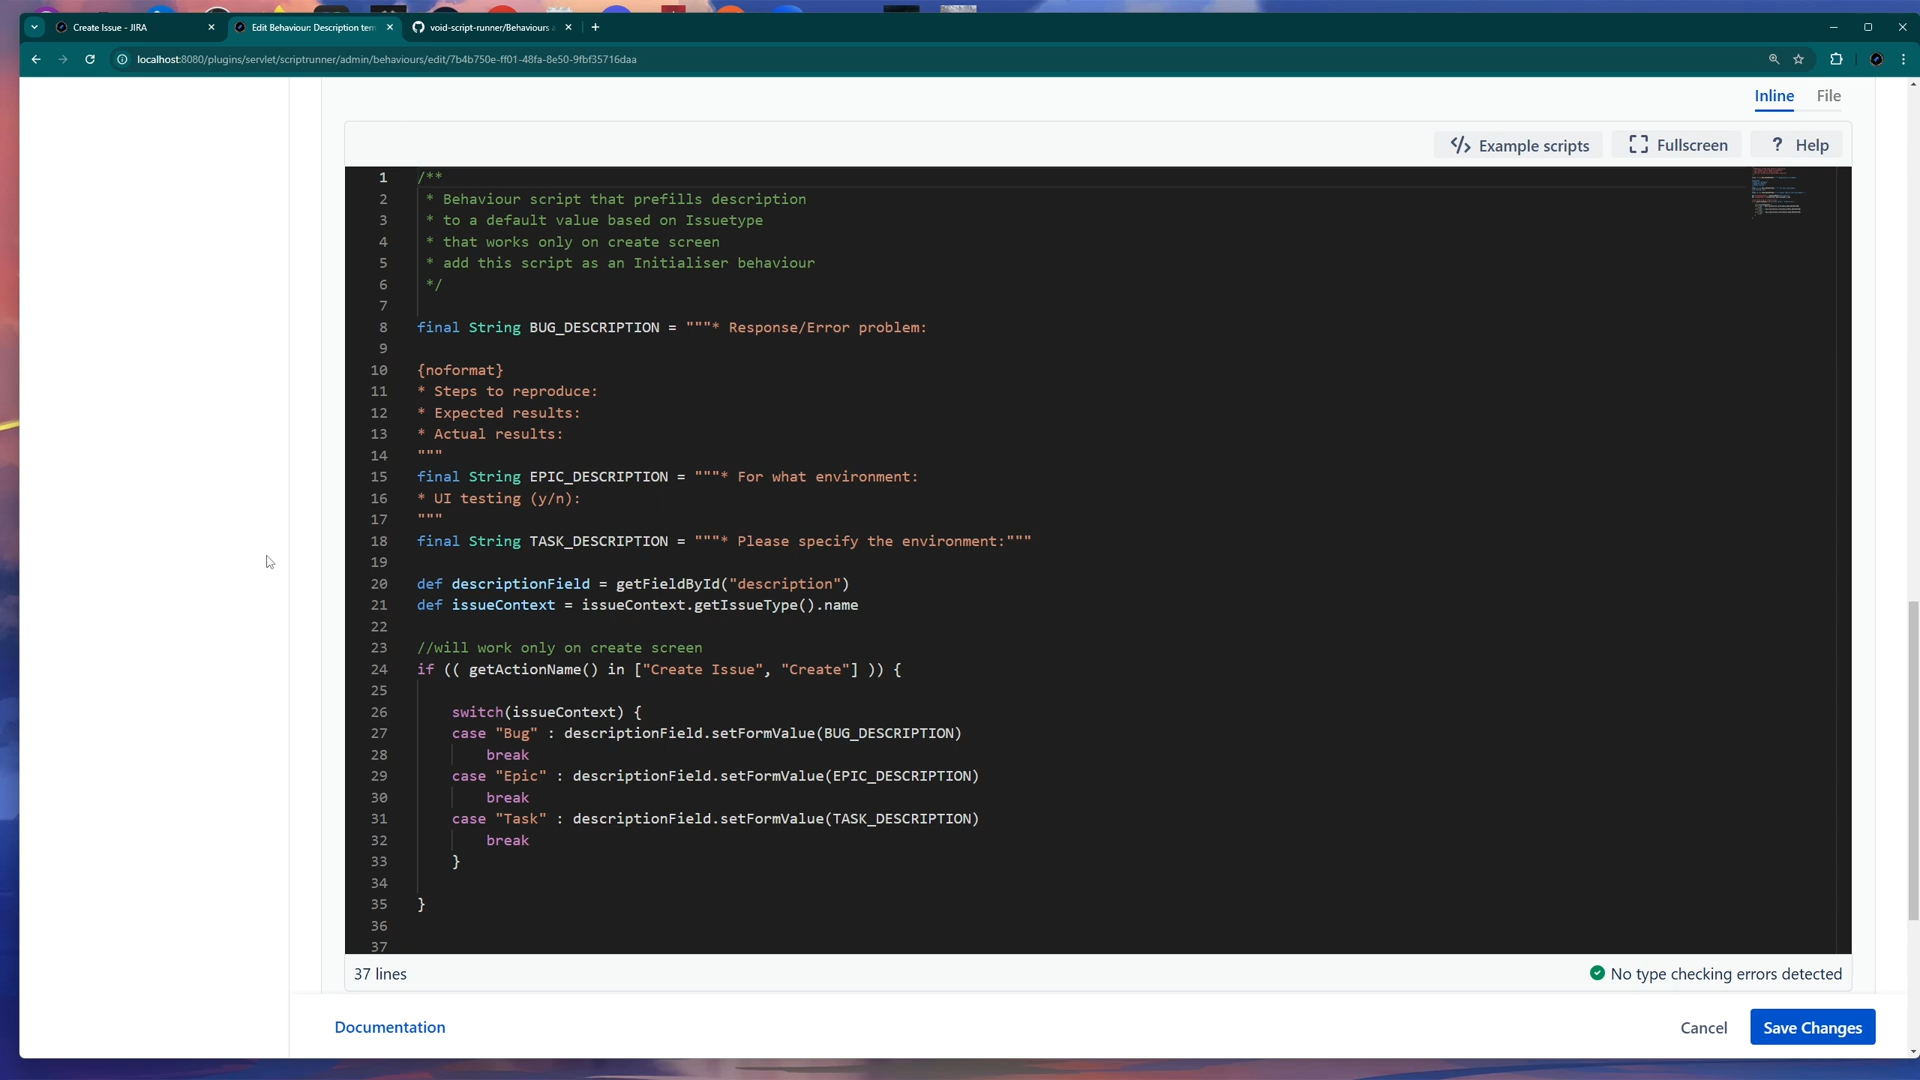 Create Issue - JIRA
Edit Behaviour: Description tem
void-script-runner/Behaviours a
localhost:8080/plugins/servlet/scriptrunner/admin/behaviours/edit/7b4b750e-ff01-48fa-8e50-9fbf35716daa
Inline File
</> Example scripts Fullscreen ? Help
1 /**
2 * Behaviour script that prefills description
3 * to a default value based on Issuetype
4 * that works only on create screen
5 * add this script as an Initialiser behaviour
6 */
7
8 final String BUG_DESCRIPTION = """* Response/Error problem:
9
10 {noformat}
11 * Steps to reproduce:
12 * Expected results:
13 * Actual results:
14 """
15 final String EPIC_DESCRIPTION = """* For what environment:
16 * UI testing (y/n):
17 """
18 final String TASK_DESCRIPTION = """* Please specify the environment:"""
19
20 def descriptionField = getFieldById("description")
21 def issueContext = issueContext.getIssueType().name
22
23 //will work only on create screen
24 if (( getActionName() in ["Create Issue", "Create"] )) {
25
26 switch(issueContext) {
27 case "Bug" : descriptionField.setFormValue(BUG_DESCRIPTION)
28 break
29 case "Epic" : descriptionField.setFormValue(EPIC_DESCRIPTION)
30 break
31 case "Task" : descriptionField.setFormValue(TASK_DESCRIPTION)
32 break
33 }
34
35 }
36
37
37 lines No type checking errors detected
Documentation Cancel Save Changes